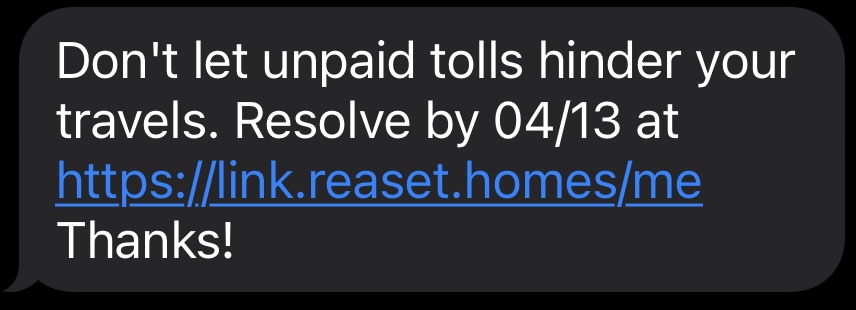 Don't let unpaid tolls hinder your
travels. Resolve by 04/13 at
https://link.reaset.homes/me
Thanks!